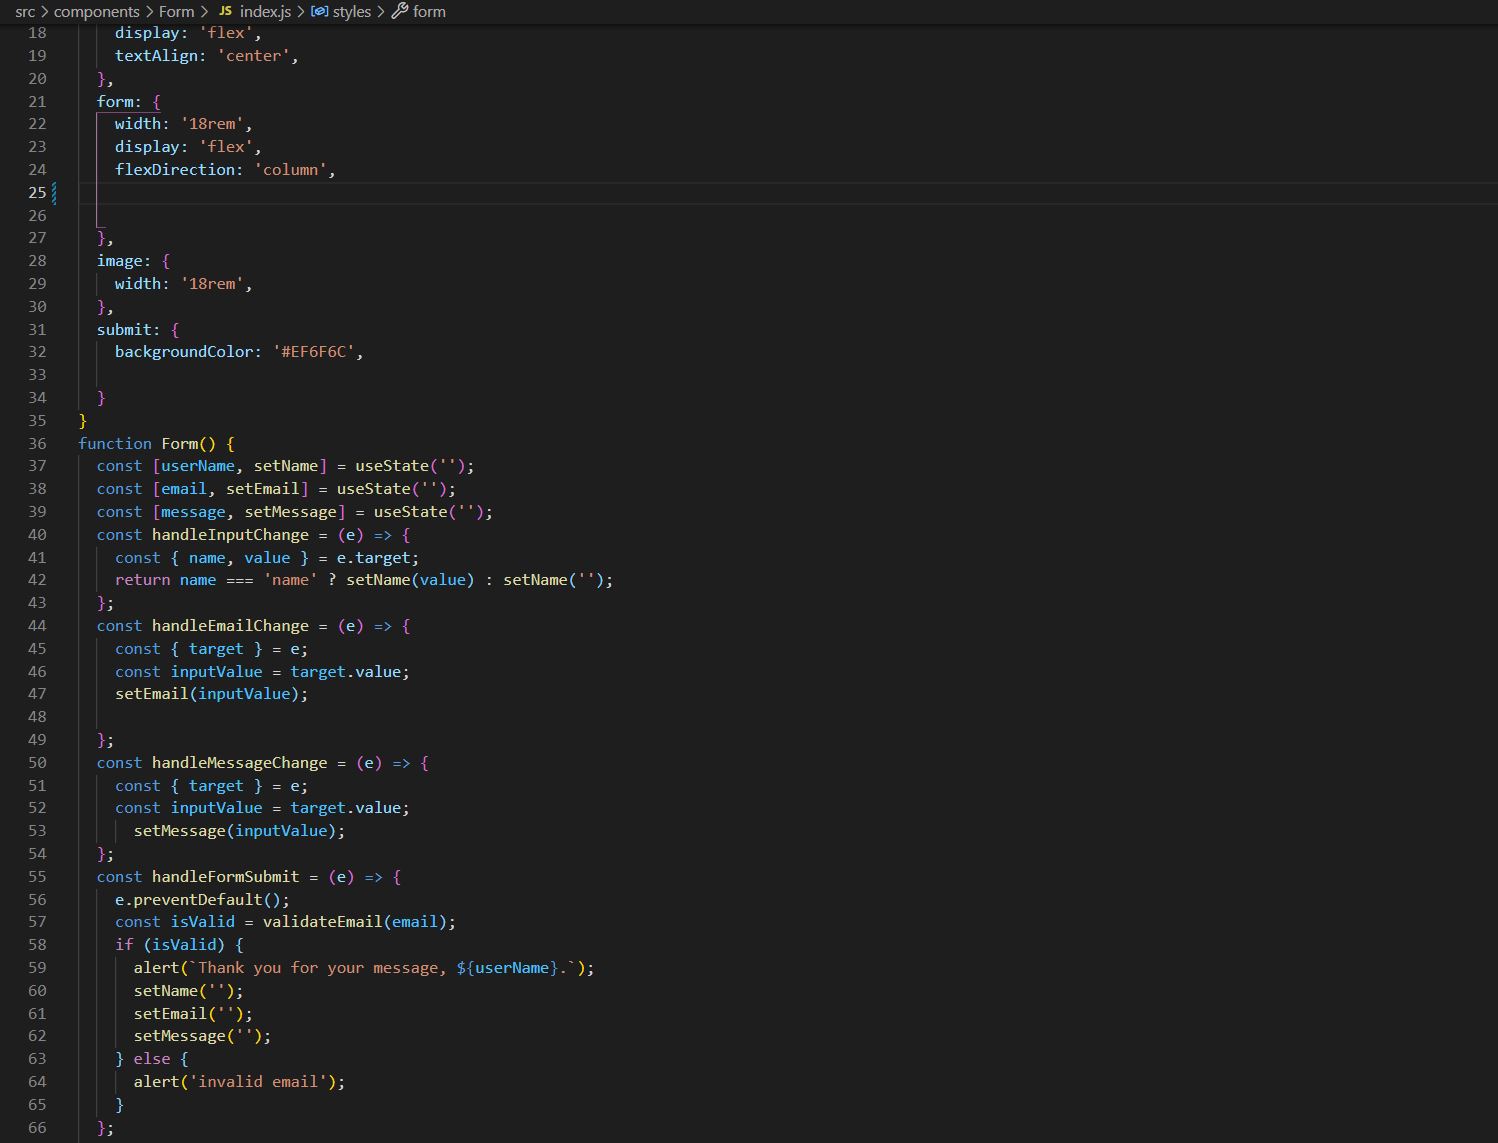 src > components > Form > JS index.js > styles > form
18 display: 'flex',
19 textAlign: 'center',
20 },
21 form: {
22 width: '18rem',
23 display: 'flex',
24 flexDirection: 'column',
25
26
27 },
28 image: {
29 width: '18rem',
30 },
31 submit: {
32 backgroundColor: '#EF6F6C',
33
34 }
35 }
36 function Form() {
37 const [userName, setName] = useState('');
38 const [email, setEmail] = useState('');
39 const [message, setMessage] = useState('');
40 const handleInputChange = (e) => {
41 const { name, value } = e.target;
42 return name === 'name' ? setName(value) : setName('');
43 };
44 const handleEmailChange = (e) => {
45 const { target } = e;
46 const inputValue = target.value;
47 setEmail(inputValue);
48
49 };
50 const handleMessageChange = (e) => {
51 const { target } = e;
52 const inputValue = target.value;
53 setMessage(inputValue);
54 };
55 const handleFormSubmit = (e) => {
56 e.preventDefault();
57 const isValid = validateEmail(email);
58 if (isValid) {
59 alert(`Thank you for your message, ${userName}.`);
60 setName('');
61 setEmail('');
62 setMessage('');
63 } else {
64 alert('invalid email');
65 }
66 };